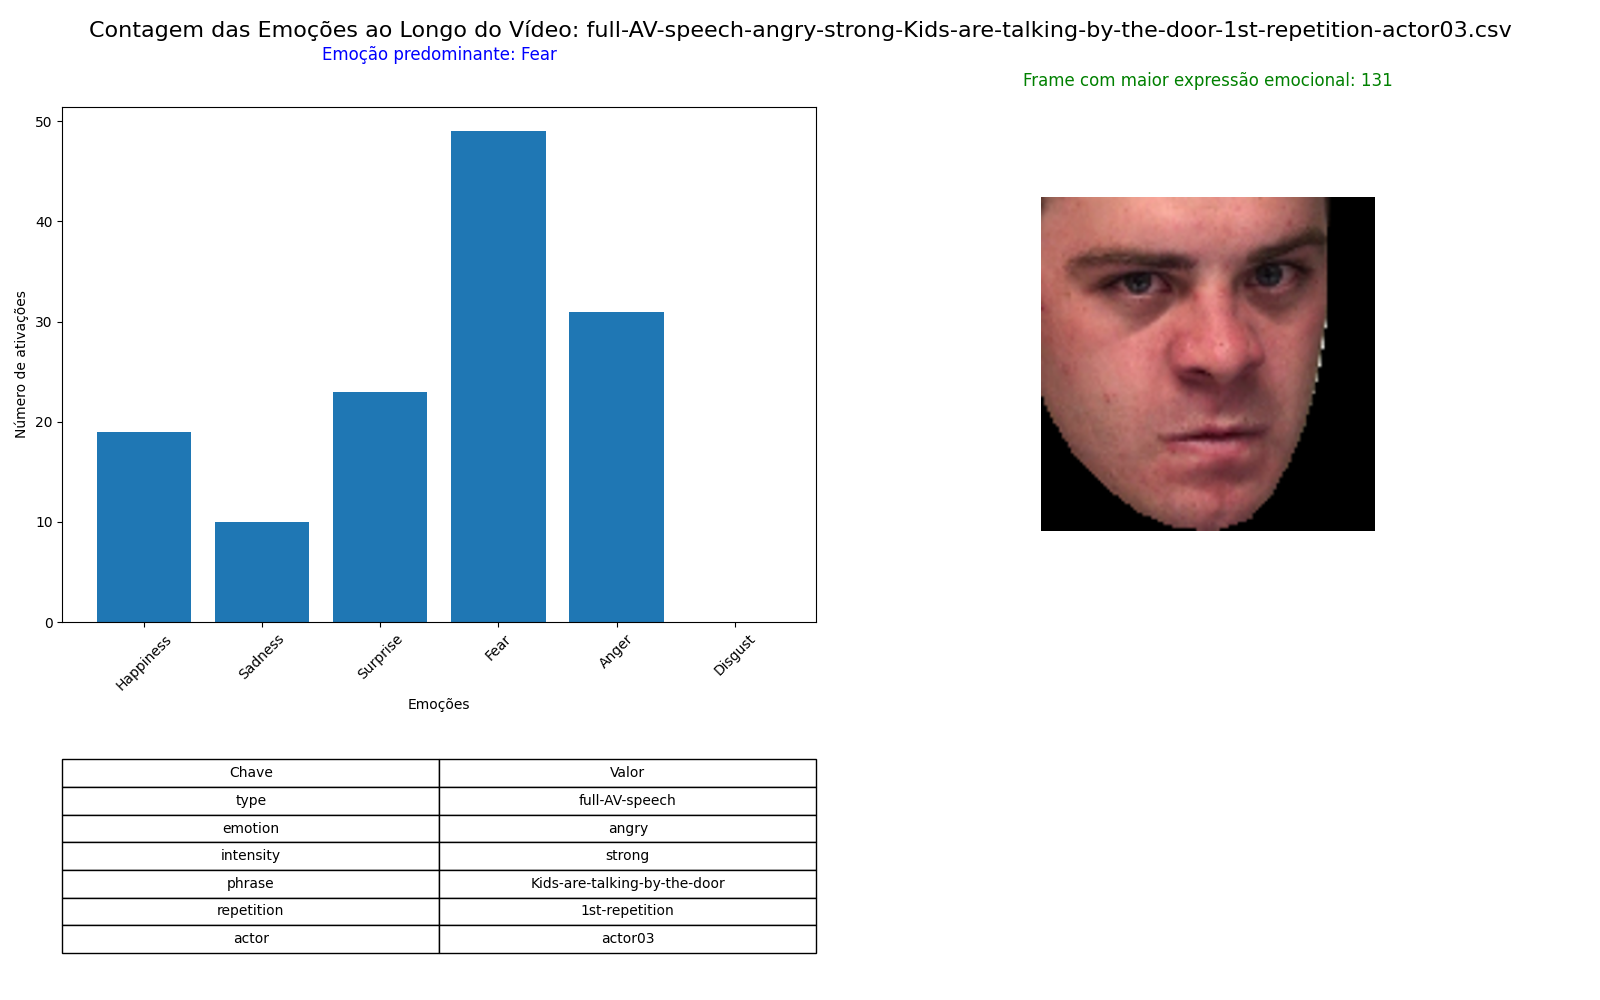 Contagem das Emoções ao Longo do Vídeo: full-AV-speech-angry-strong-Kids-are-talking-by-the-door-1st-repetition-actor03.csv
Emoção predominante: Fear
Frame com maior expressão emocional: 131
50
40
30
20
10
0
Número de ativações
Happiness
Sadness
Surprise
Fear
Anger
Disgust
Emoções
Chave Valor
type full-AV-speech
emotion angry
intensity strong
phrase Kids-are-talking-by-the-door
repetition 1st-repetition
actor actor03